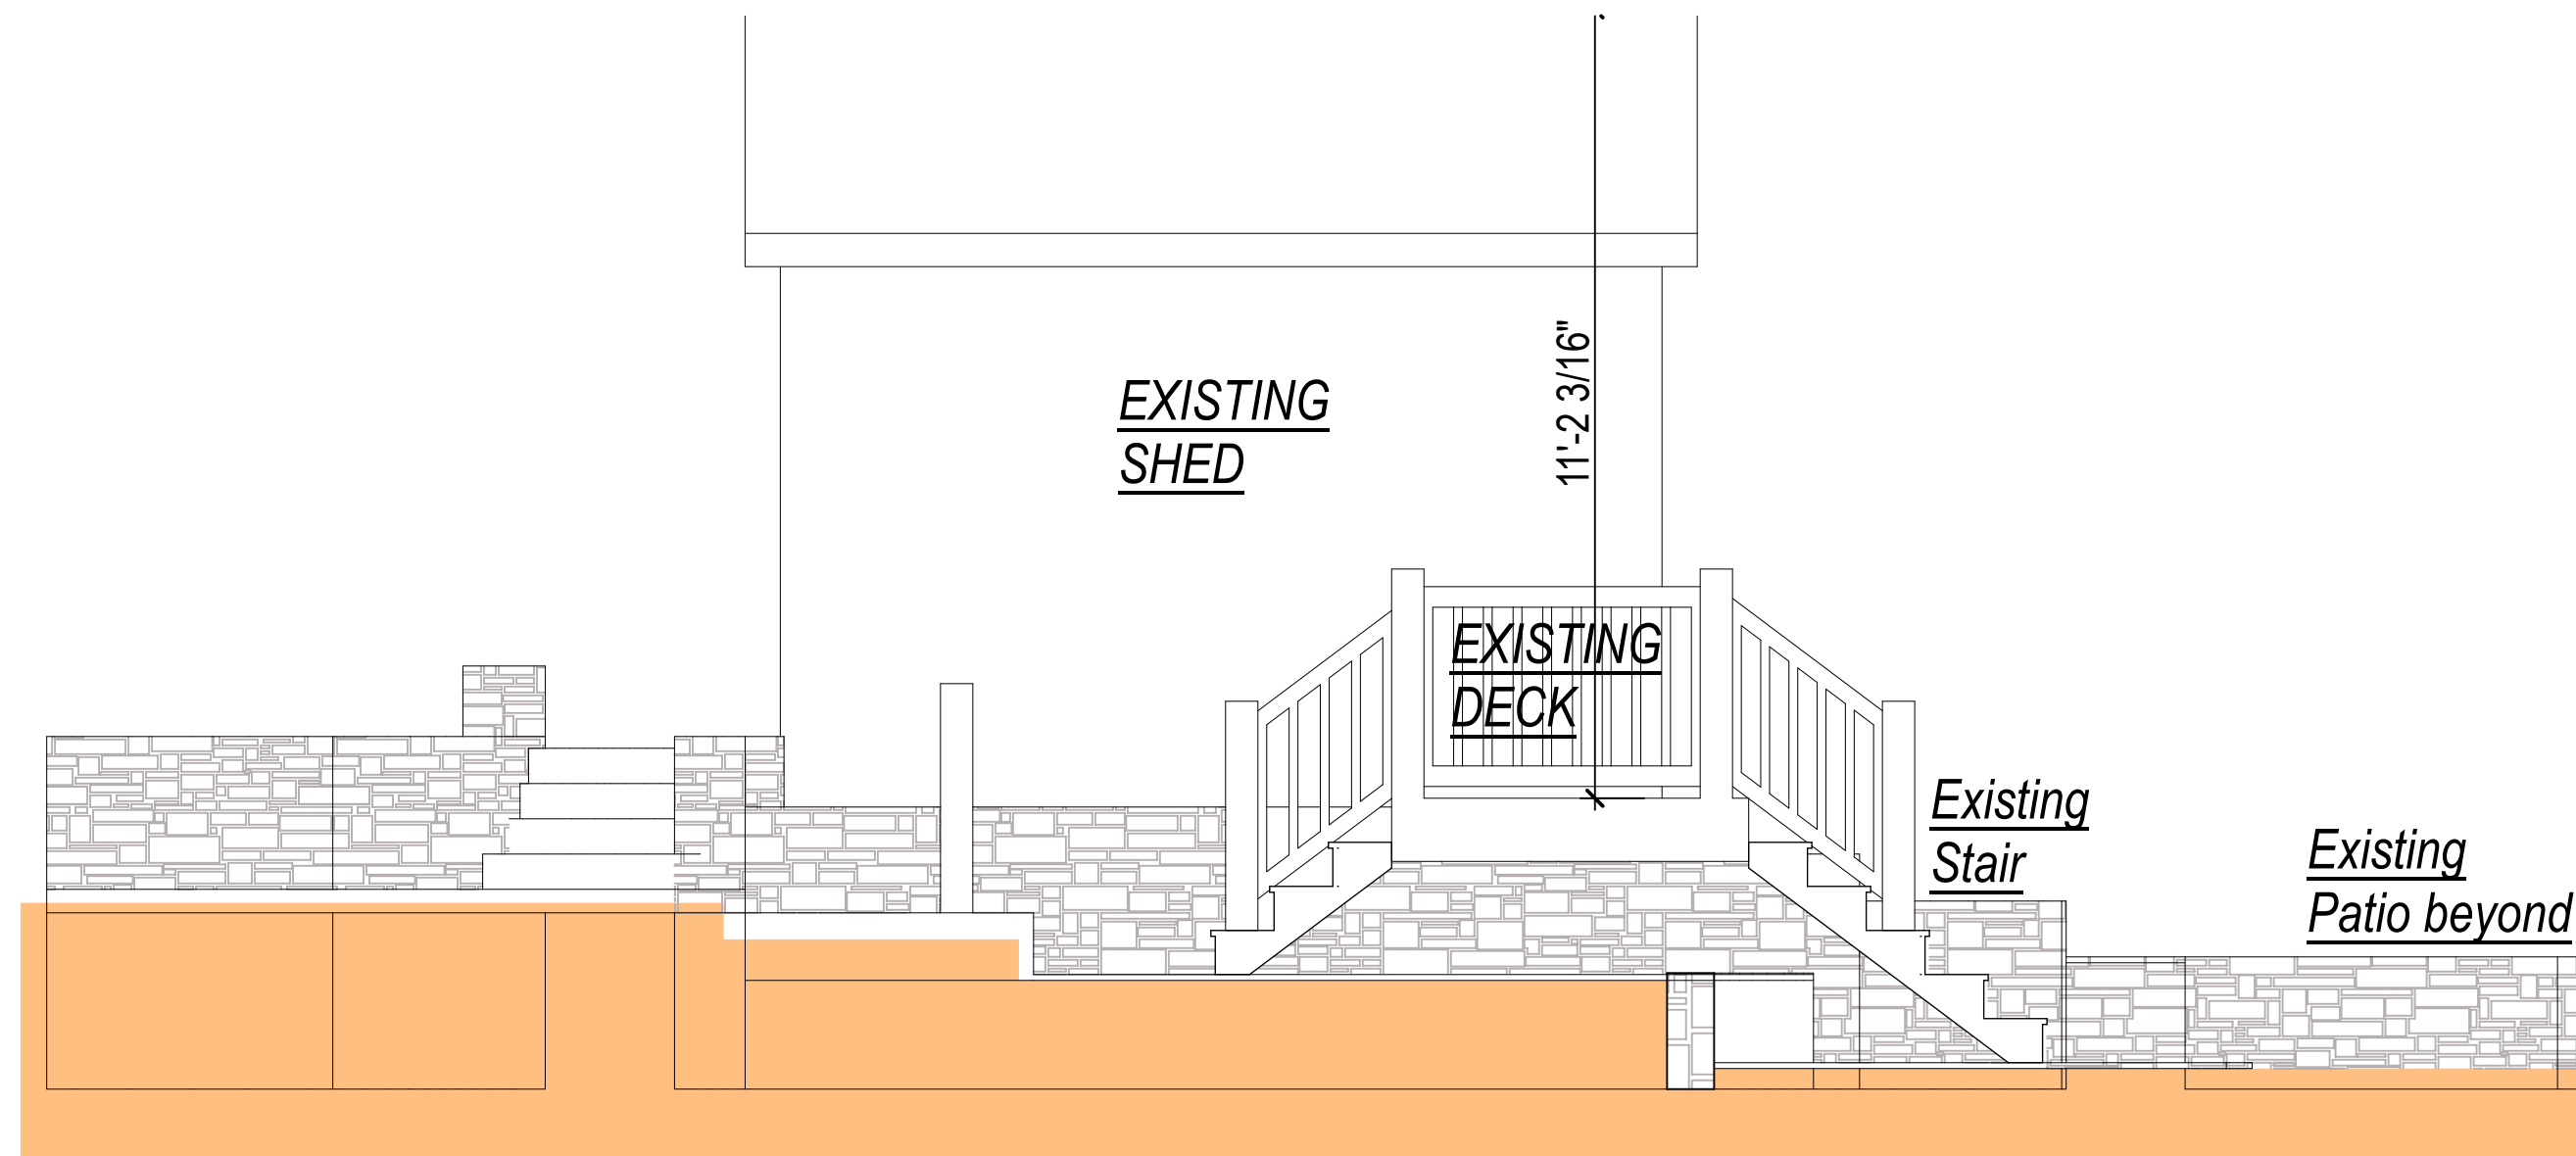 EXISTING
SHED
11'-2 3/16"
EXISTING
DECK
Existing
Stair
Existing
Patio beyond